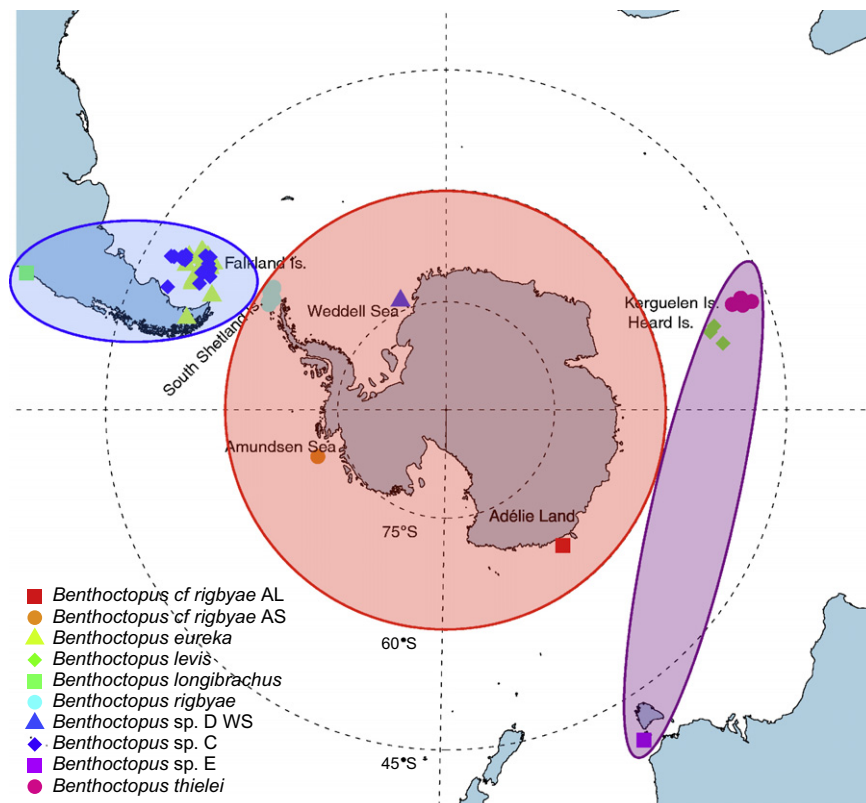 Falkland Is.
South Shetland Is.
Weddell Sea
Kerguelen Is.
Heard Is.
Amundsen Sea
Adélie Land
75°S
60°S
45°S
Benthoctopus cf rigbyae AL
Benthoctopus cf rigbyae AS
Benthoctopus eureka
Benthoctopus levis
Benthoctopus longibrachus
Benthoctopus rigbyae
Benthoctopus sp. D WS
Benthoctopus sp. C
Benthoctopus sp. E
Benthoctopus thielei